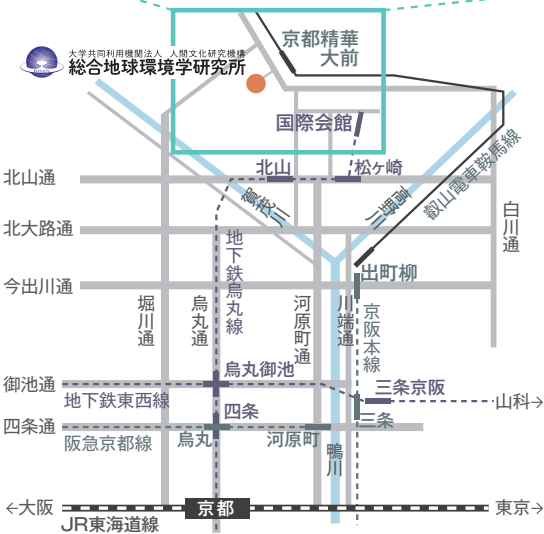 京都精華
大前
大学共同利用機関法人 人間文化研究機構
総合地球環境学研究所
国際会館
北山
松ヶ崎
北山通
賀茂川
高野川
叡山電車鞍馬線
白川通
北大路通
地下鉄烏丸線
出町柳
今出川通
堀川通
烏丸通
河原町通
川端通
京阪本線
烏丸御池
御池通
三条京阪
地下鉄東西線
山科→
四条
三条
四条通
烏丸
河原町
阪急京都線
鴨川
←大阪
京都
東京→
JR東海道線